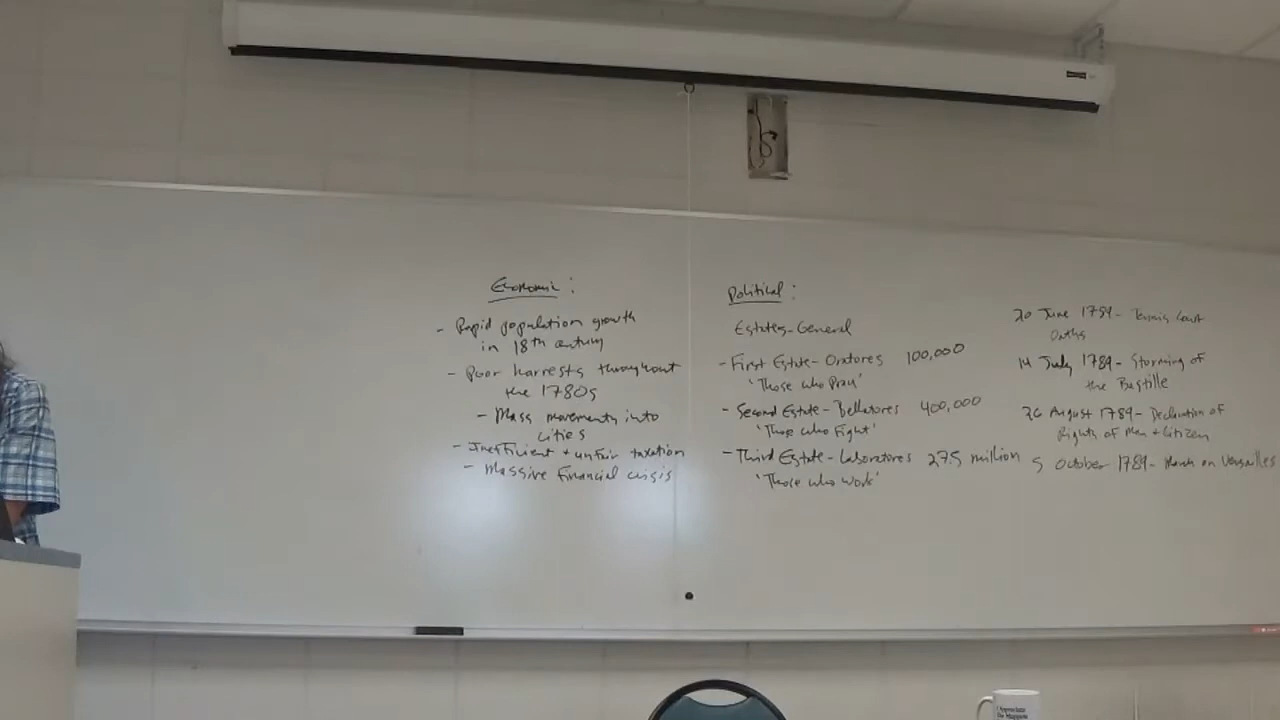 Economic:
- Rapid population growth
in 18th century
- Poor harvests throughout
the 1780s
- Mass movements into
cities
- Inefficient + unfair taxation
- Massive financial crisis
Political:
Estates-General
- First Estate- Oratores 100,000
'Those who Pray'
- Second Estate- Bellatores 400,000
'Those who Fight'
- Third Estate- Laboratores 27.5 million
'Those who work'
20 June 1789- Tennis Court
Oaths
14 July 1789- Storming of
the Bastille
26 August 1789- Declaration of
Rights of Man + Citizen
5 October 1789- March on Versailles
I Appreciate